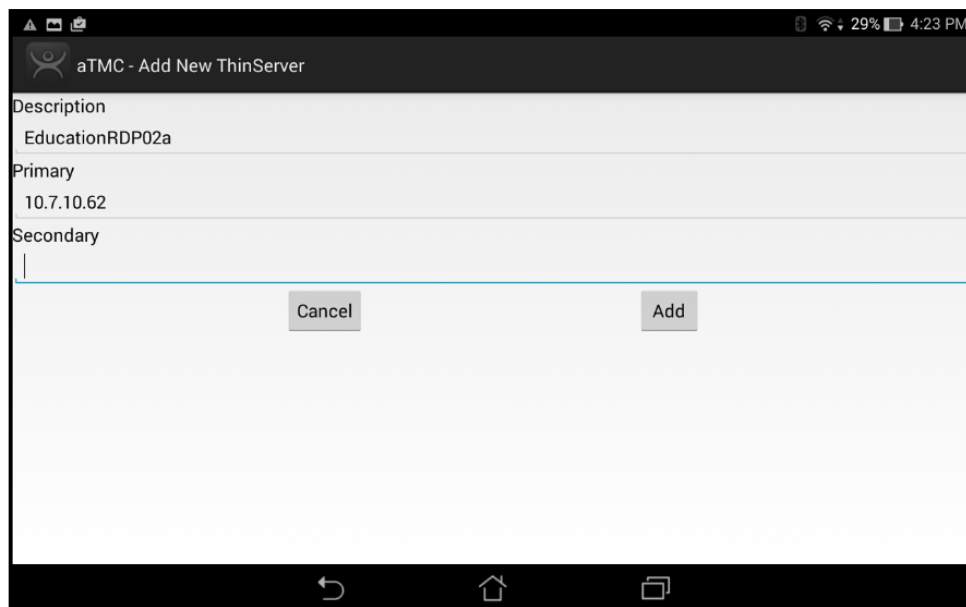 29% 4:23 PM
aTMC - Add New ThinServer
Description
EducationRDP02a
Primary
10.7.10.62
Secondary
Cancel Add